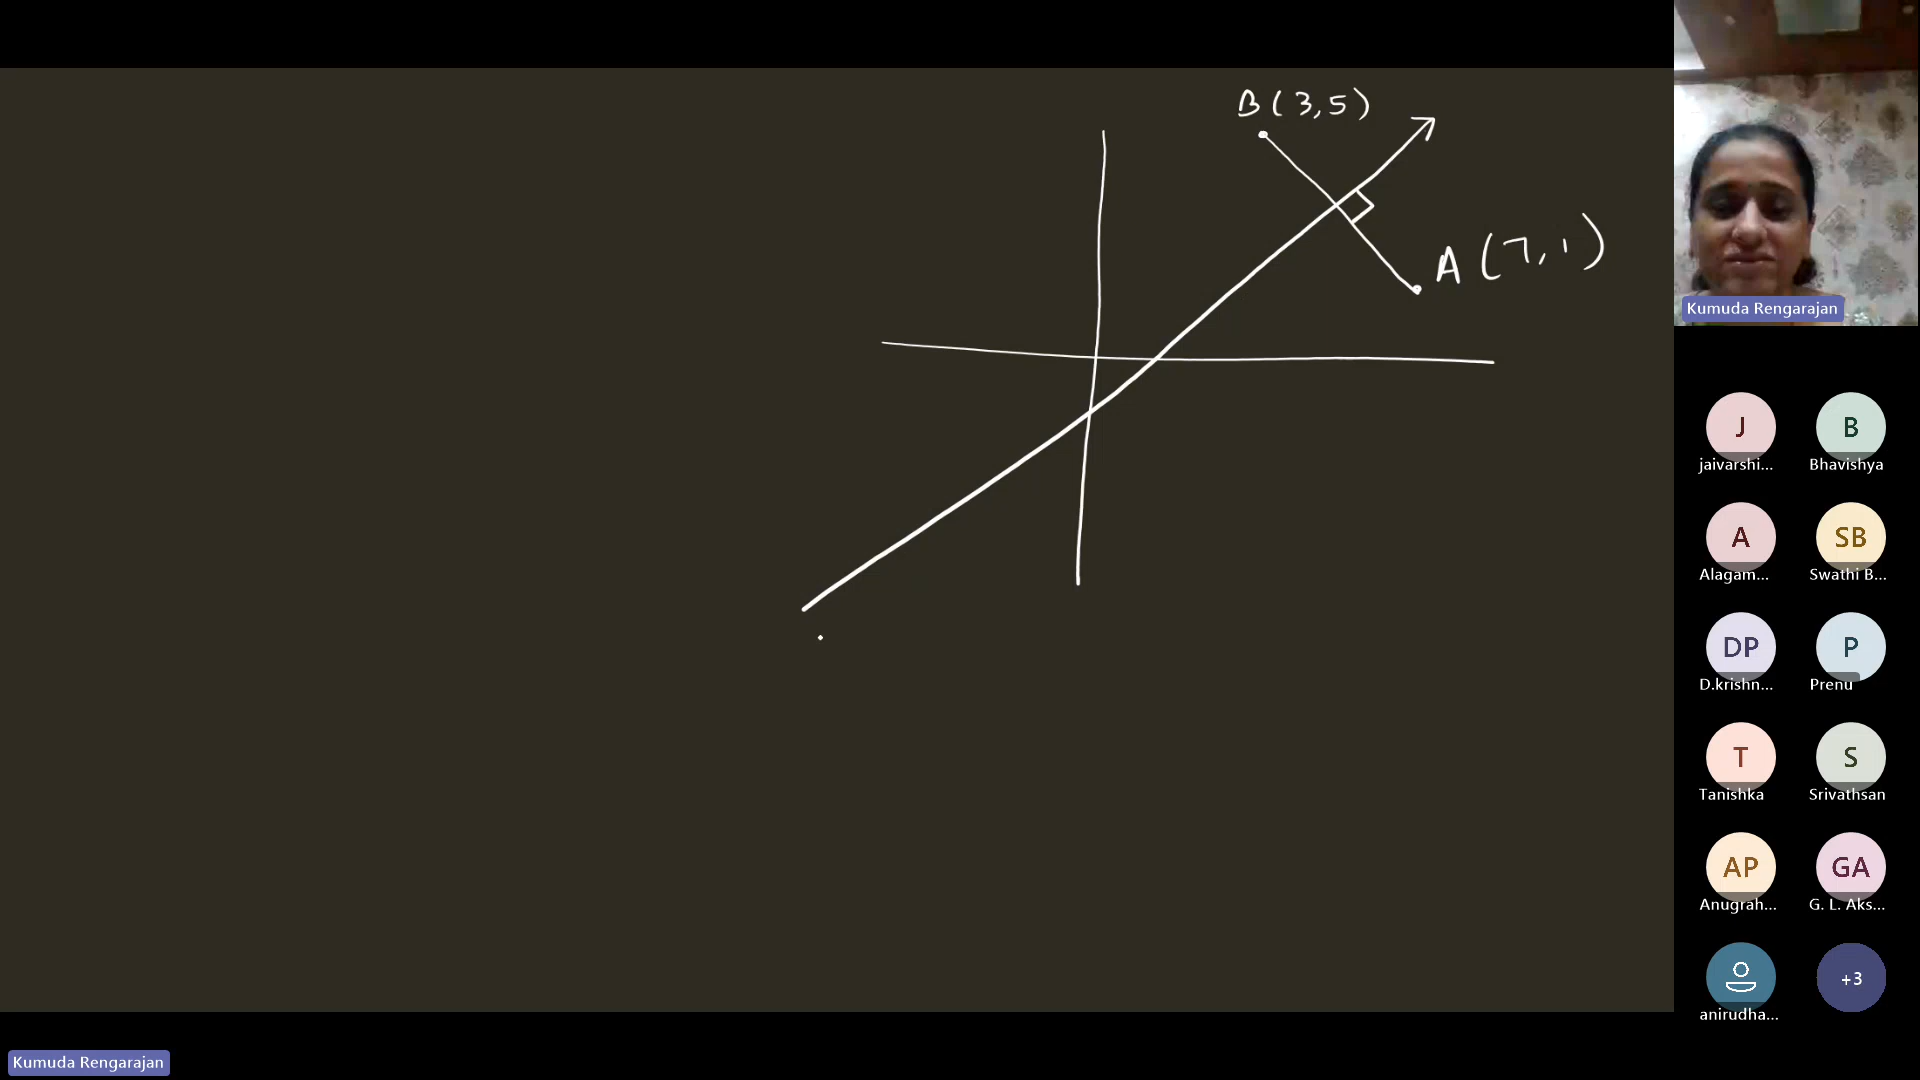 B (3,5)
A (7,1)
Kumuda Rengarajan
J
jaivarshi...
B
Bhavishya
A
Alagam...
SB
Swathi B...
DP
D.krishn...
P
Prenu
T
Tanishka
S
Srivathsan
AP
Anugrah...
GA
G. L. Aks...
anirudha...
+3
Kumuda Rengarajan